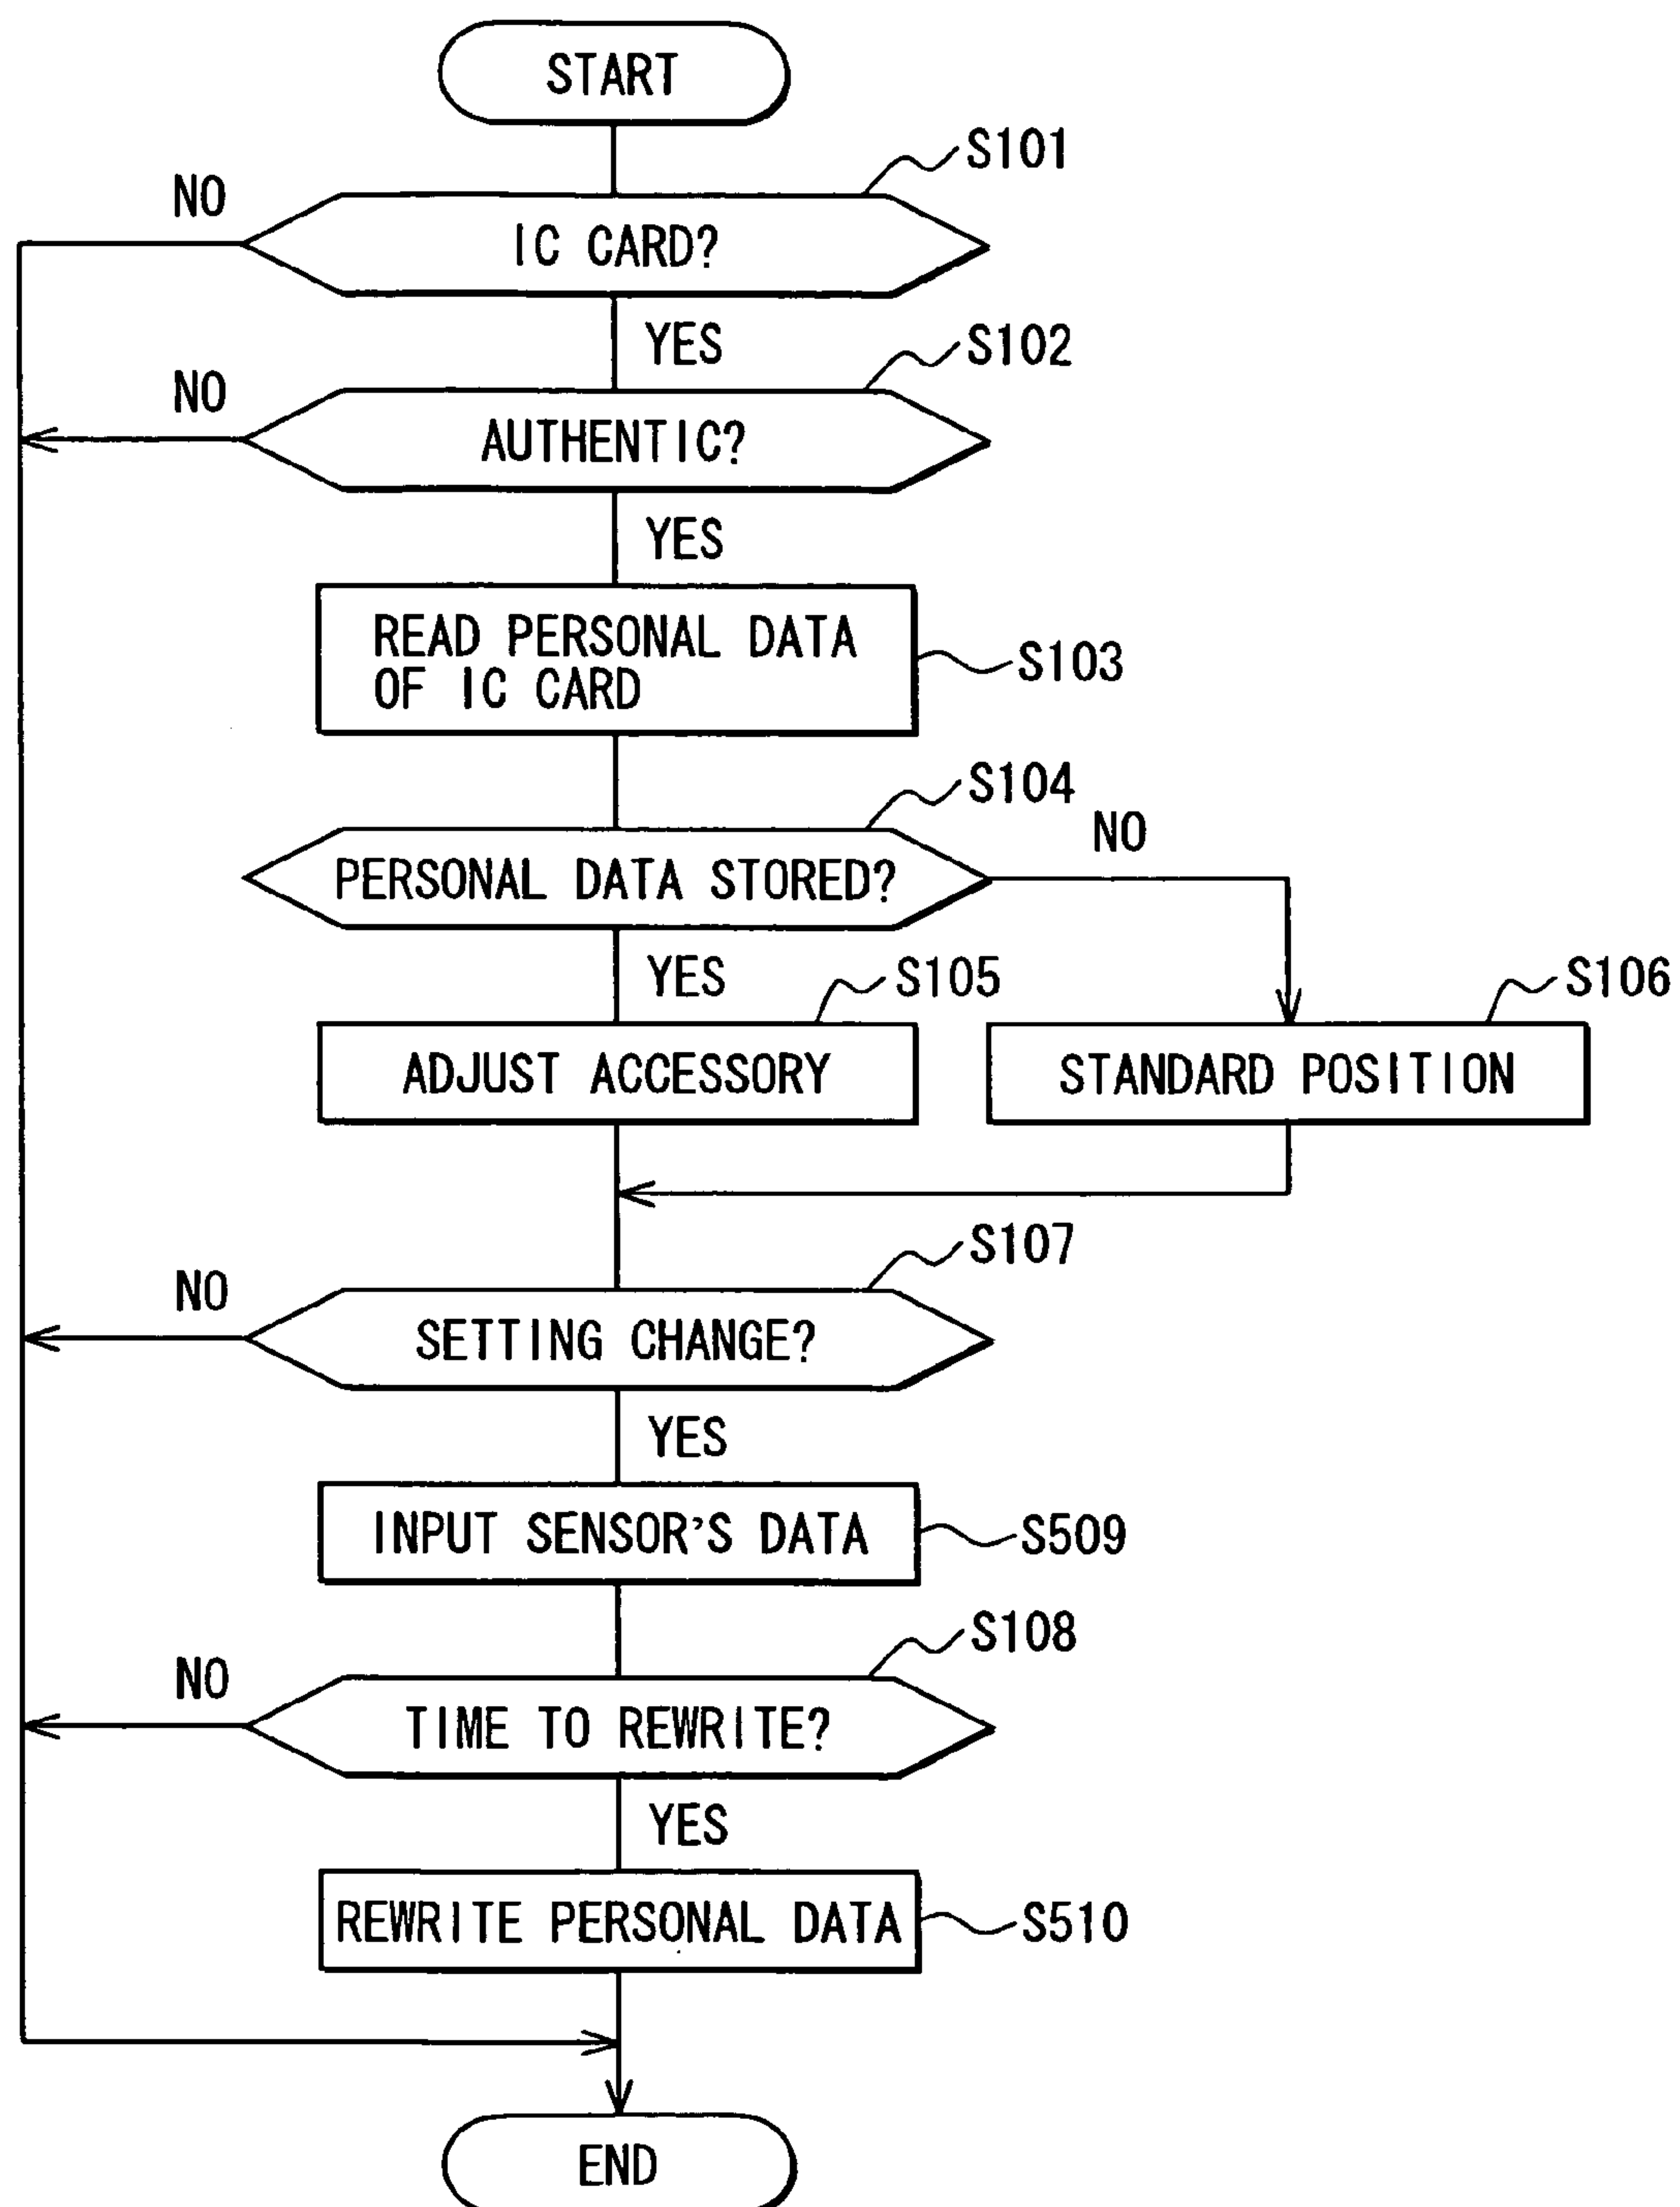 START
S101
NO
IC CARD?
YES
S102
NO
AUTHENTIC?
YES
READ PERSONAL DATA
OF IC CARD
S103
S104
NO
PERSONAL DATA STORED?
YES
S105
S106
ADJUST ACCESSORY
STANDARD POSITION
S107
NO
SETTING CHANGE?
YES
INPUT SENSOR'S DATA
S509
S108
NO
TIME TO REWRITE?
YES
REWRITE PERSONAL DATA
S510
END